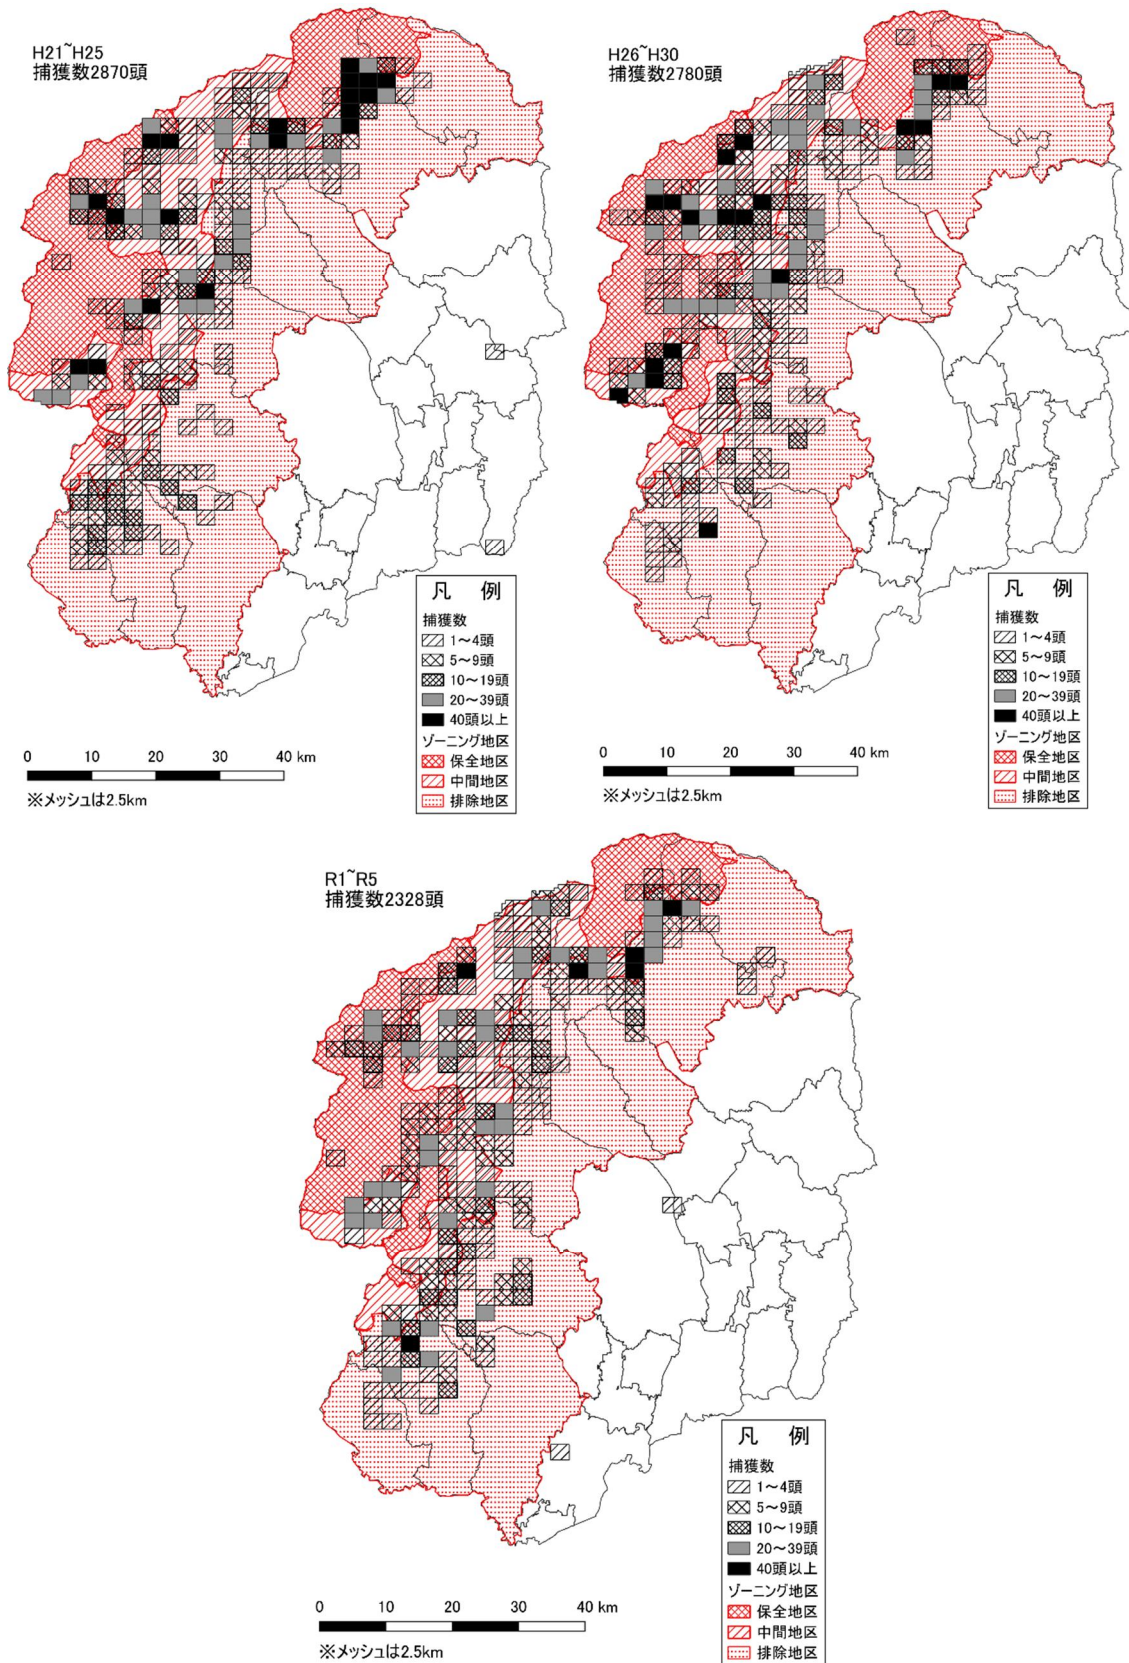 H21~H25
捕獲数2870頭
凡 例
捕獲数
1～4頭
5～9頭
10～19頭
20～39頭
40頭以上
ゾーニング地区
保全地区
中間地区
排除地区
0 10 20 30 40 km
※メッシュは2.5km
H26~H30
捕獲数2780頭
凡 例
捕獲数
1～4頭
5～9頭
10～19頭
20～39頭
40頭以上
ゾーニング地区
保全地区
中間地区
排除地区
0 10 20 30 40 km
※メッシュは2.5km
R1~R5
捕獲数2328頭
凡 例
捕獲数
1～4頭
5～9頭
10～19頭
20～39頭
40頭以上
ゾーニング地区
保全地区
中間地区
排除地区
0 10 20 30 40 km
※メッシュは2.5km